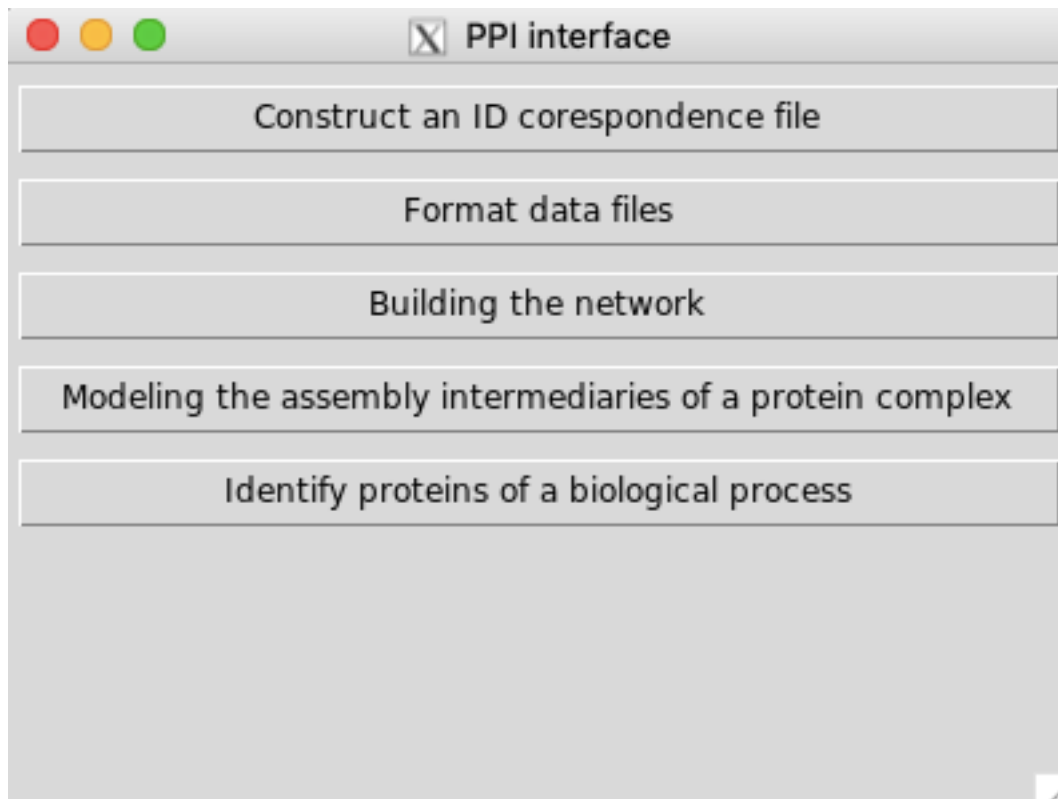 PPI interface
Construct an ID corespondence file
Format data files
Building the network
Modeling the assembly intermediaries of a protein complex
Identify proteins of a biological process